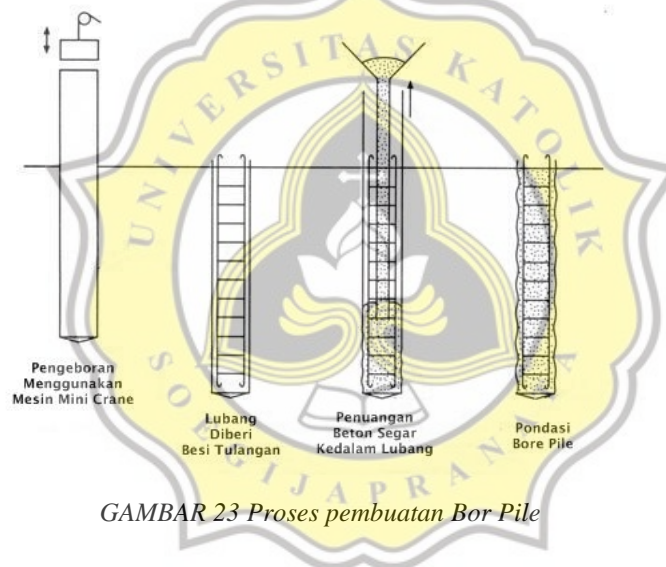 UNIVERSITAS KATOLIK
SOEGIJAPRANATA
Pengeboran
Menggunakan
Mesin Mini Crane
Lubang
Diberi
Besi Tulangan
Penuangan
Beton Segar
Kedalam Lubang
Pondasi
Bore Pile
GAMBAR 23 Proses pembuatan Bor Pile